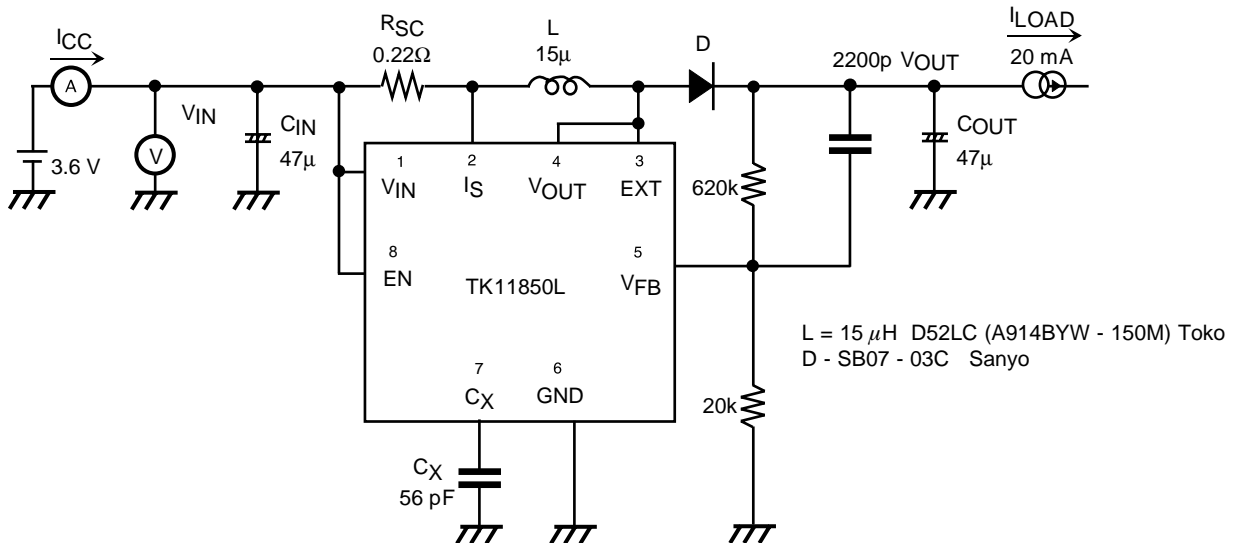 ICC
A
VIN
V
3.6 V
CIN
47μ
RSC
0.22Ω
L
15μ
D
2200p VOUT
ILOAD
20 mA
COUT
47μ
1
VIN
2
IS
4
VOUT
3
EXT
620k
8
EN
TK11850L
5
VFB
L = 15 μH D52LC (A914BYW - 150M) Toko
D - SB07 - 03C Sanyo
7
CX
6
GND
20k
CX
56 pF